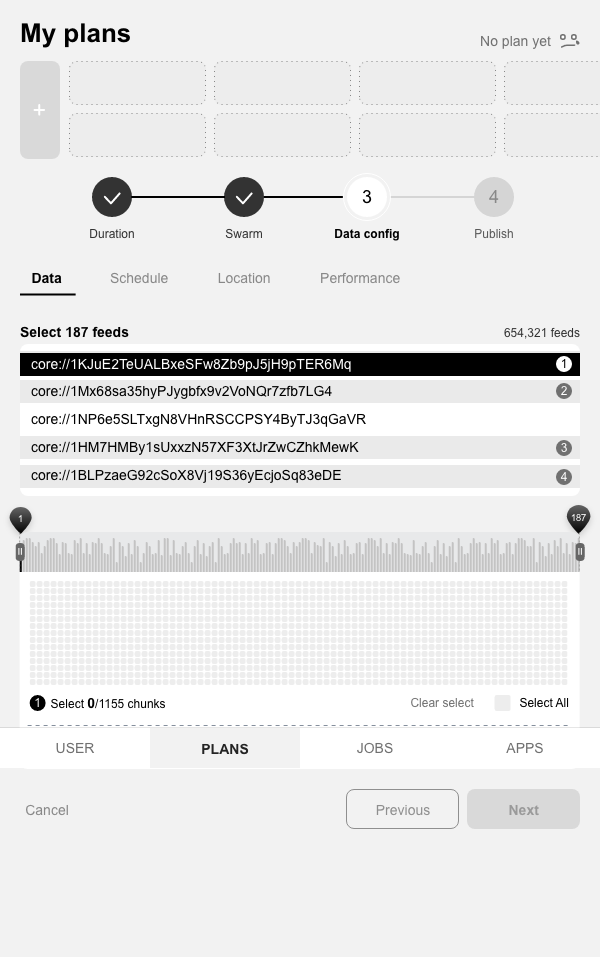 My plans
No plan yet
+
3
4
Duration
Swarm
Data config
Publish
Data
Schedule
Location
Performance
Select 187 feeds
654,321 feeds
core://1KJuE2TeUALBxeSFw8Zb9pJ5jH9pTER6Mq
1
core://1Mx68sa35hyPJygbfx9v2VoNQr7zfb7LG4
2
core://1NP6e5SLTxgN8VHnRSCCPSY4ByTJ3qGaVR
core://1HM7HMBy1sUxxzN57XF3XtJrZwCZhkMewK
3
core://1BLPzaeG92cSoX8Vj19S36yEcjoSq83eDE
4
1
187
1 Select 0/1155 chunks
Clear select
Select All
USER
PLANS
JOBS
APPS
Cancel
Previous
Next